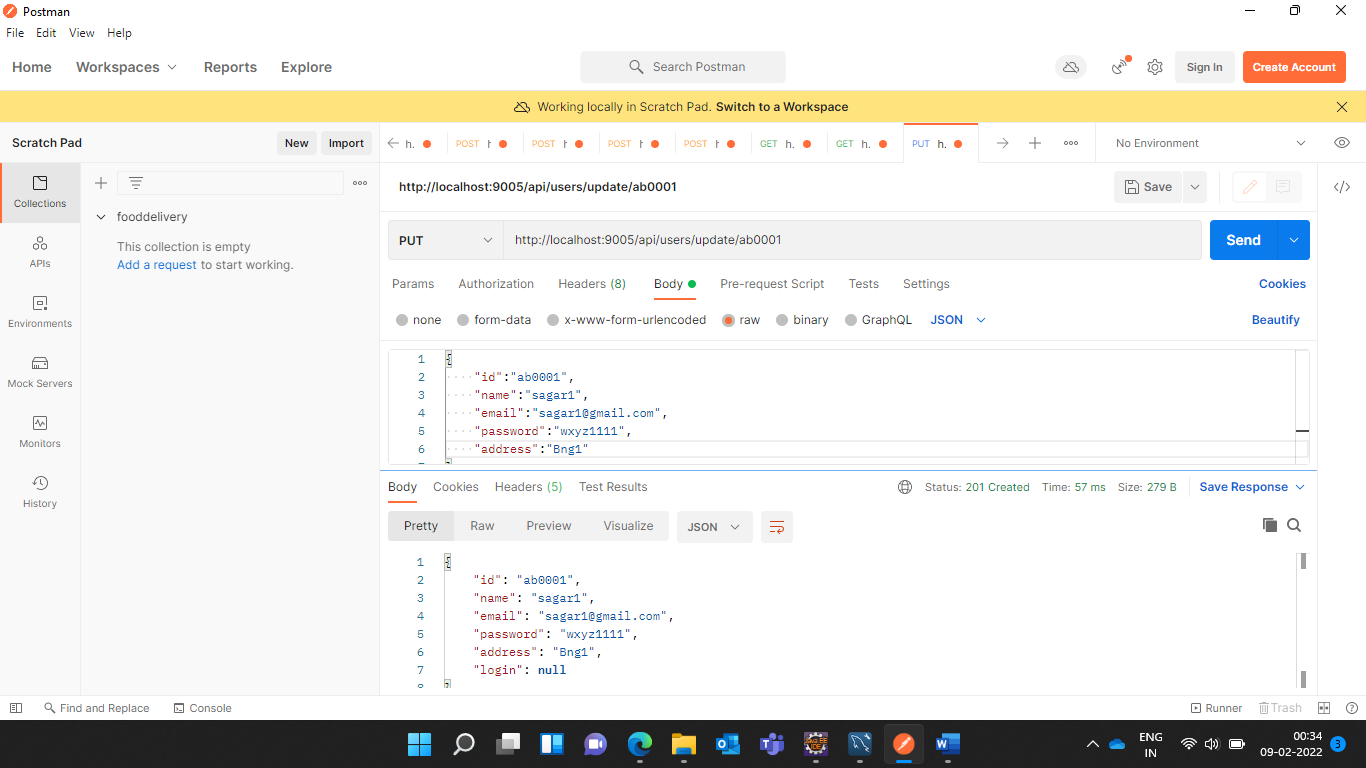 Postman
File Edit View Help
Home Workspaces Reports Explore Search Postman Sign In Create Account
Working locally in Scratch Pad. Switch to a Workspace
Scratch Pad New Import
h. POST POST POST POST GET h. GET h. PUT h. No Environment
http://localhost:9005/api/users/update/ab0001 Save
Collections
APIs
Environments
Mock Servers
Monitors
History
fooddelivery
This collection is empty
Add a request to start working.
PUT http://localhost:9005/api/users/update/ab0001 Send
Params Authorization Headers (8) Body Pre-request Script Tests Settings Cookies
none form-data x-www-form-urlencoded raw binary GraphQL JSON Beautify
1 {
2 "id":"ab0001",
3 "name":"sagar1",
4 "email":"sagar1@gmail.com",
5 "password":"wxyz1111",
6 "address":"Bng1"
Body Cookies Headers (5) Test Results Status: 201 Created Time: 57 ms Size: 279 B Save Response
Pretty Raw Preview Visualize JSON
1 {
2 "id": "ab0001",
3 "name": "sagar1",
4 "email": "sagar1@gmail.com",
5 "password": "wxyz1111",
6 "address": "Bng1",
7 "login": null
8 }
Find and Replace Console Runner Trash
ENG
IN
00:34
09-02-2022 3